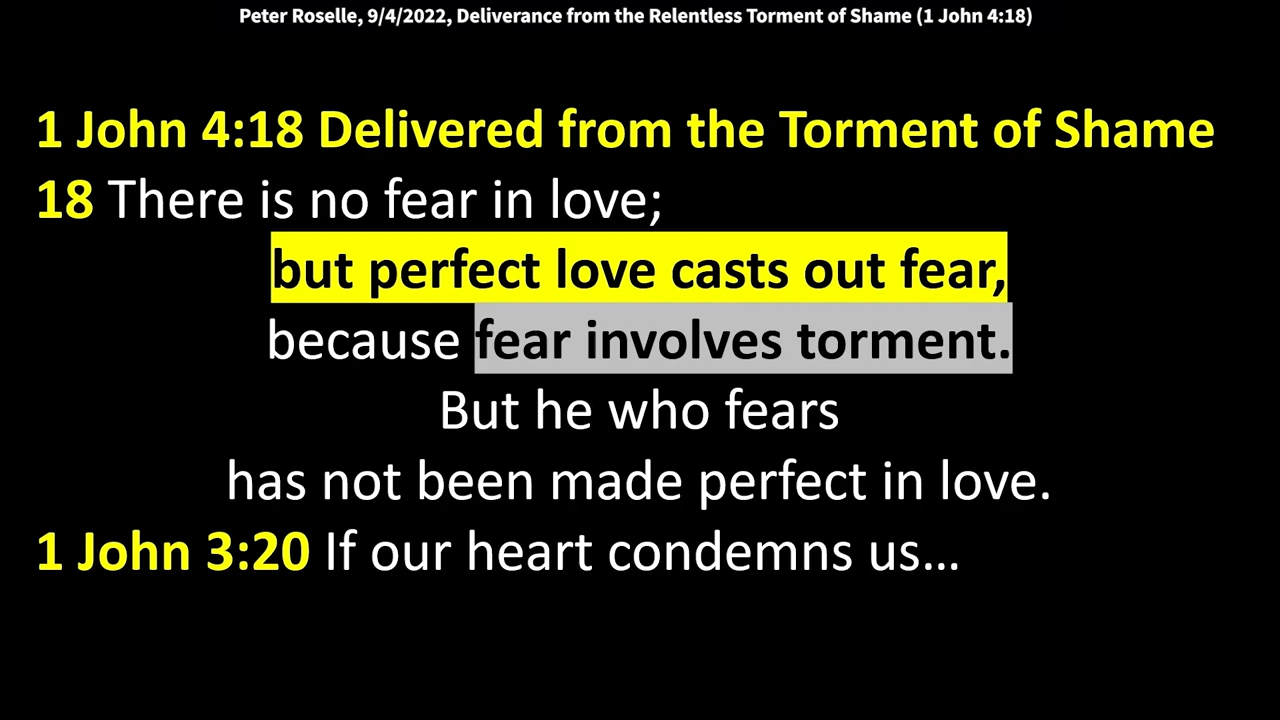 Peter Roselle, 9/4/2022, Deliverance from the Relentless Torment of Shame (1 John 4:18)
1 John 4:18 Delivered from the Torment of Shame
18 There is no fear in love;
but perfect love casts out fear,
because fear involves torment.
But he who fears
has not been made perfect in love.
1 John 3:20 If our heart condemns us...